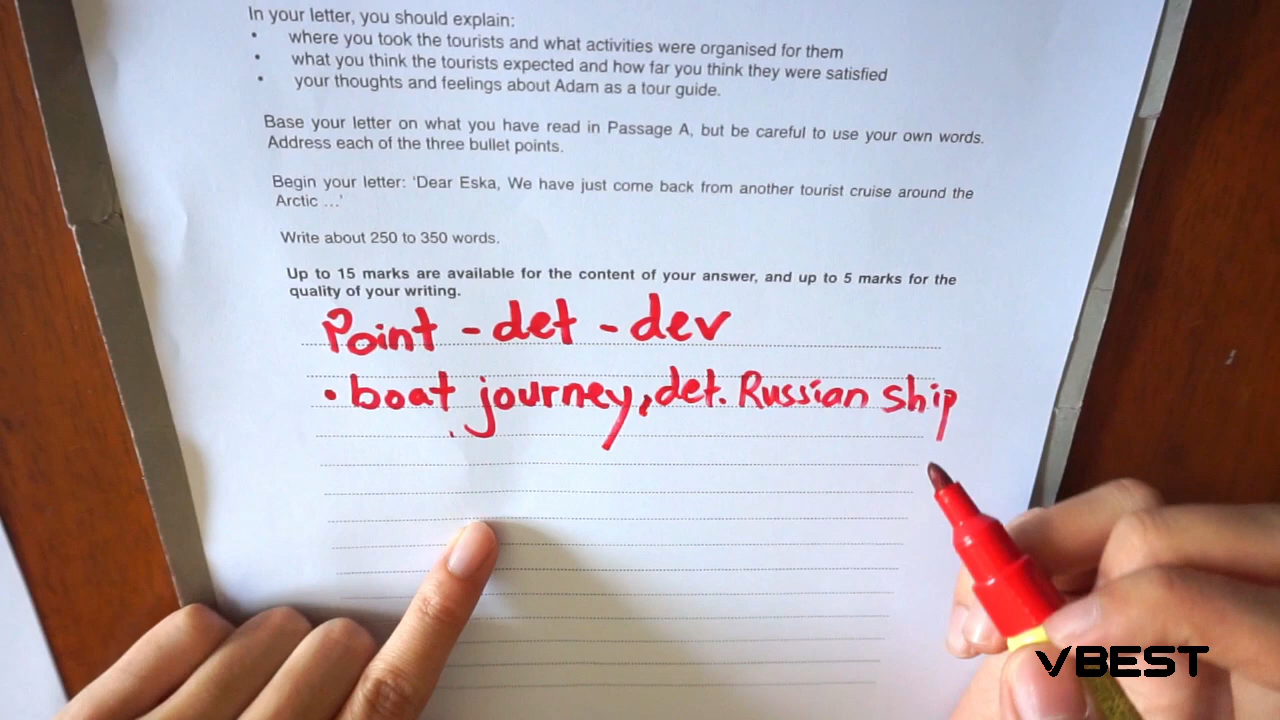 In your letter, you should explain:
• where you took the tourists and what activities were organised for them
• what you think the tourists expected and how far you think they were satisfied
• your thoughts and feelings about Adam as a tour guide.
Base your letter on what you have read in Passage A, but be careful to use your own words.
Address each of the three bullet points.
Begin your letter: ‘Dear Eska, We have just come back from another tourist cruise around the
Arctic …’
Write about 250 to 350 words.
Up to 15 marks are available for the content of your answer, and up to 5 marks for the
quality of your writing.
Point - det - dev
• boat journey, det. Russian ship
VBEST